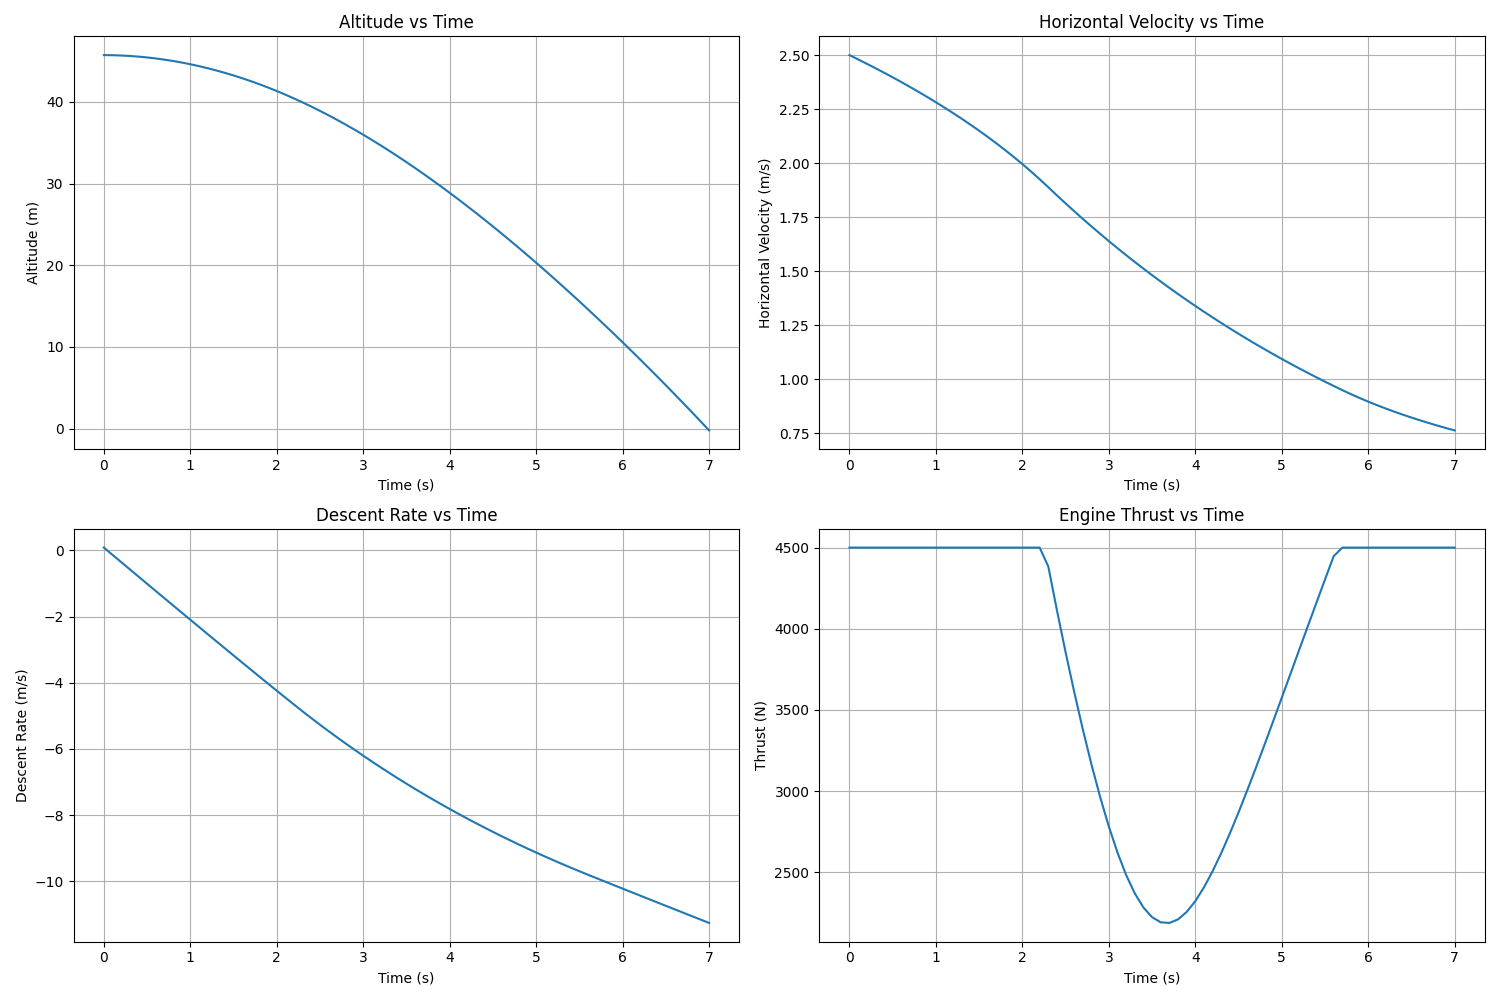 Altitude vs Time
Altitude (m)
40
30
20
10
0
0 1 2 3 4 5 6 7
Time (s)
Horizontal Velocity vs Time
Horizontal Velocity (m/s)
2.50
2.25
2.00
1.75
1.50
1.25
1.00
0.75
0 1 2 3 4 5 6 7
Time (s)
Descent Rate vs Time
Descent Rate (m/s)
0
−2
−4
−6
−8
−10
0 1 2 3 4 5 6 7
Time (s)
Engine Thrust vs Time
Thrust (N)
4500
4000
3500
3000
2500
0 1 2 3 4 5 6 7
Time (s)